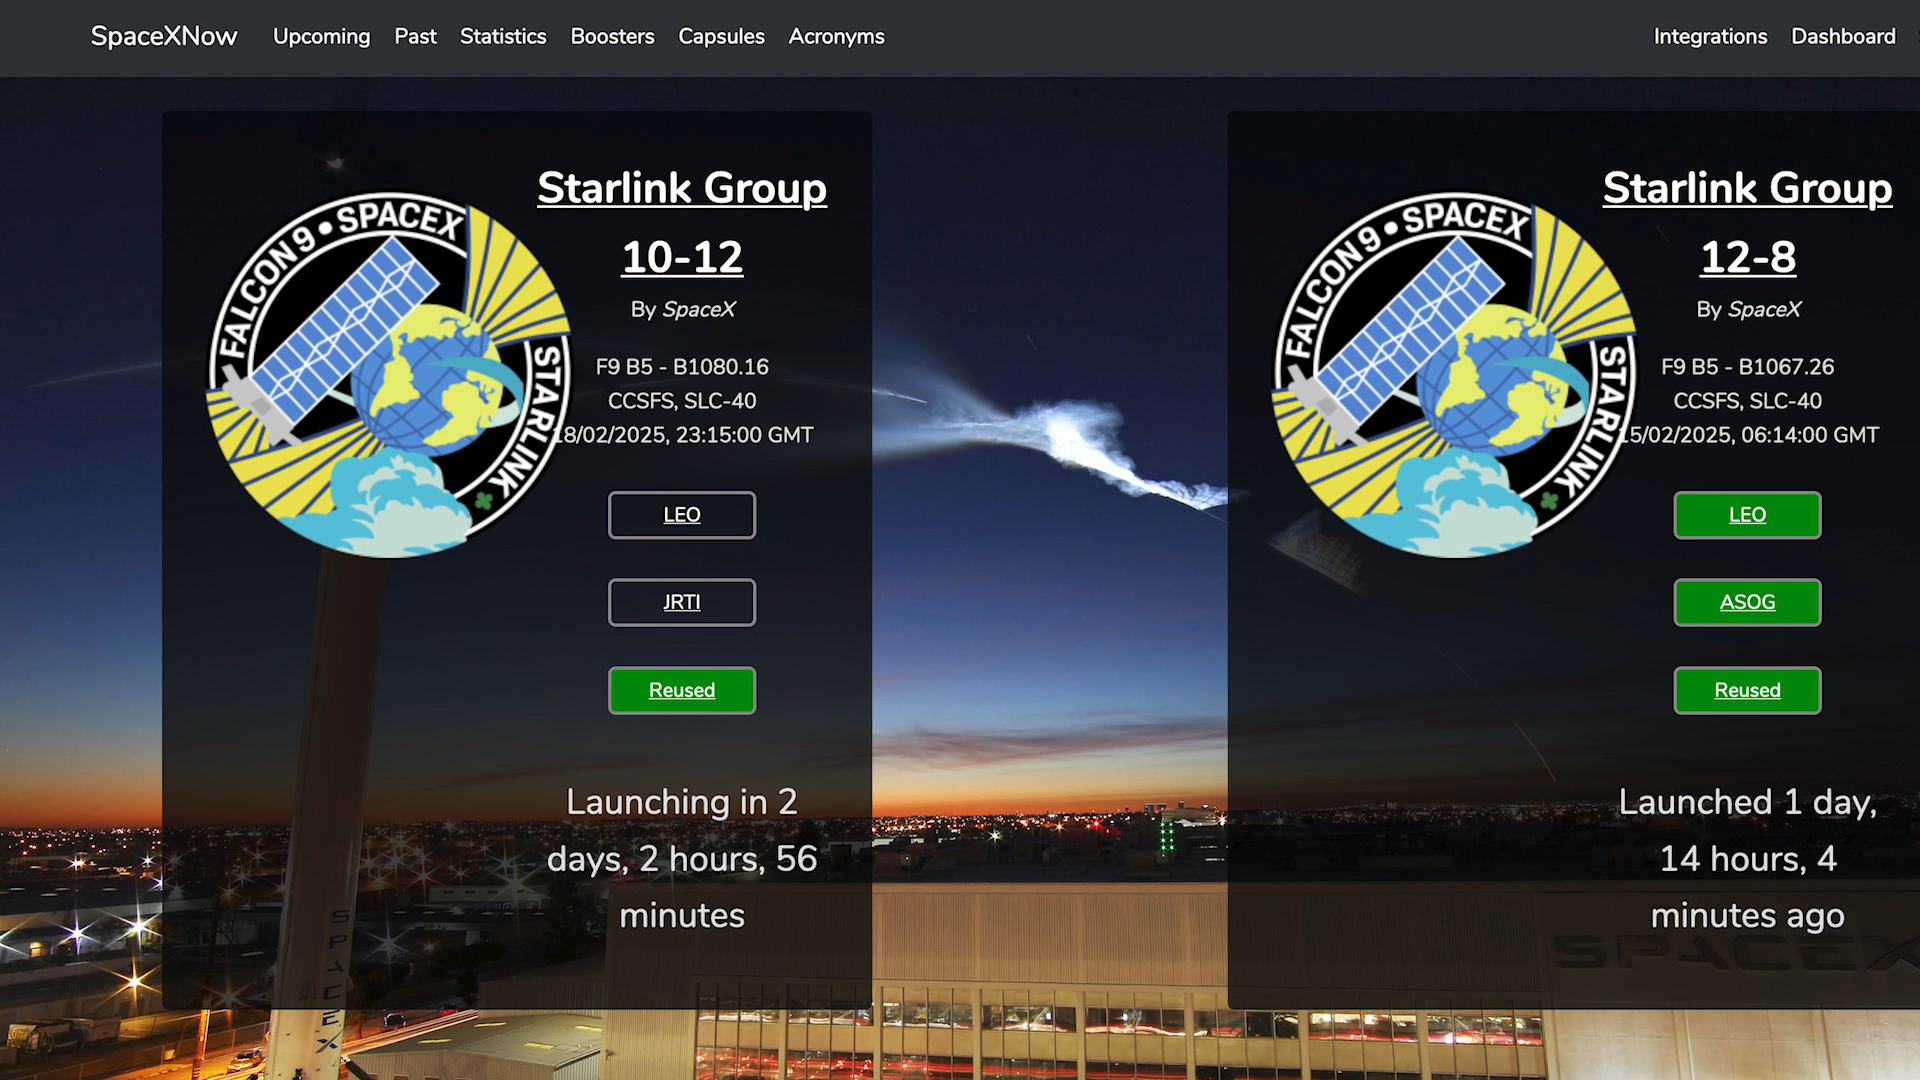 SpaceXNow Upcoming Past Statistics Boosters Capsules Acronyms Integrations Dashboard
FALCON 9 • SPACEX
STARLINK
Starlink Group
10-12
By SpaceX
F9 B5 - B1080.16
CCSFS, SLC-40
18/02/2025, 23:15:00 GMT
LEO
JRTI
Reused
Launching in 2
days, 2 hours, 56
minutes
SPACEX
FALCON 9 • SPACEX
STARLINK
Starlink Group
12-8
By SpaceX
F9 B5 - B1067.26
CCSFS, SLC-40
15/02/2025, 06:14:00 GMT
LEO
ASOG
Reused
Launched 1 day,
14 hours, 4
minutes ago
SPACEX